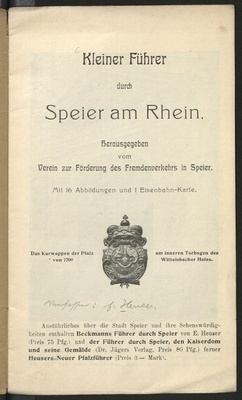 Kleiner Führer
durch
Speier am Rhein.
Herausgegeben
vom
Verein zur Förderung des Fremdenverkehrs in Speier.
Mit 16 Abbildungen und 1 Eisenbahn-Karte.
Das Kurwappen der Pfalz
von 1700
am inneren Torbogen des
Wittelsbacher Hofes.
Verfasser: E. Heuser.
Ausführliches über die Stadt Speier und ihre Sehenswürdig-
keiten enthalten Beckmanns Führer durch Speier von E. Heuser
(Preis 75 Pfg.) und der Führer durch Speier, den Kaiserdom
und seine Gemälde (Dr. Jägers Verlag, Preis 80 Pfg.) ferner
Heusers Neuer Pfalzführer (Preis 3.— Mark).